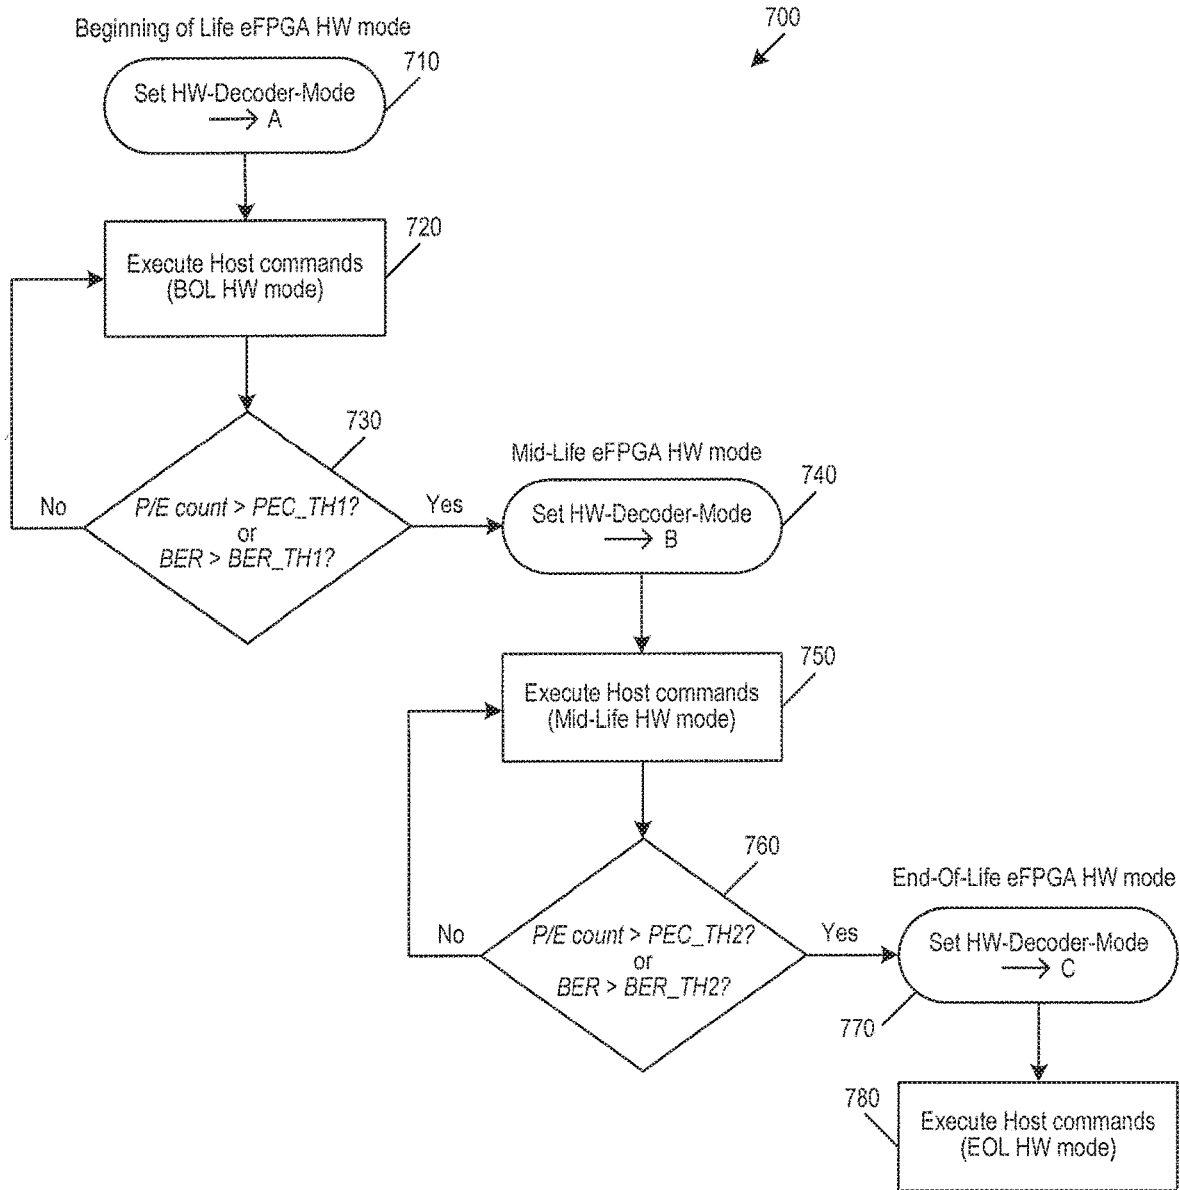 700
Beginning of Life eFPGA HW mode
710
Set HW-Decoder-Mode
→ A
720
Execute Host commands
(BOL HW mode)
730
P/E count > PEC_TH1?
or
BER > BER_TH1?
No
Yes
Mid-Life eFPGA HW mode
740
Set HW-Decoder-Mode
→ B
750
Execute Host commands
(Mid-Life HW mode)
760
P/E count > PEC_TH2?
or
BER > BER_TH2?
No
Yes
End-Of-Life eFPGA HW mode
Set HW-Decoder-Mode
→ C
770
780
Execute Host commands
(EOL HW mode)